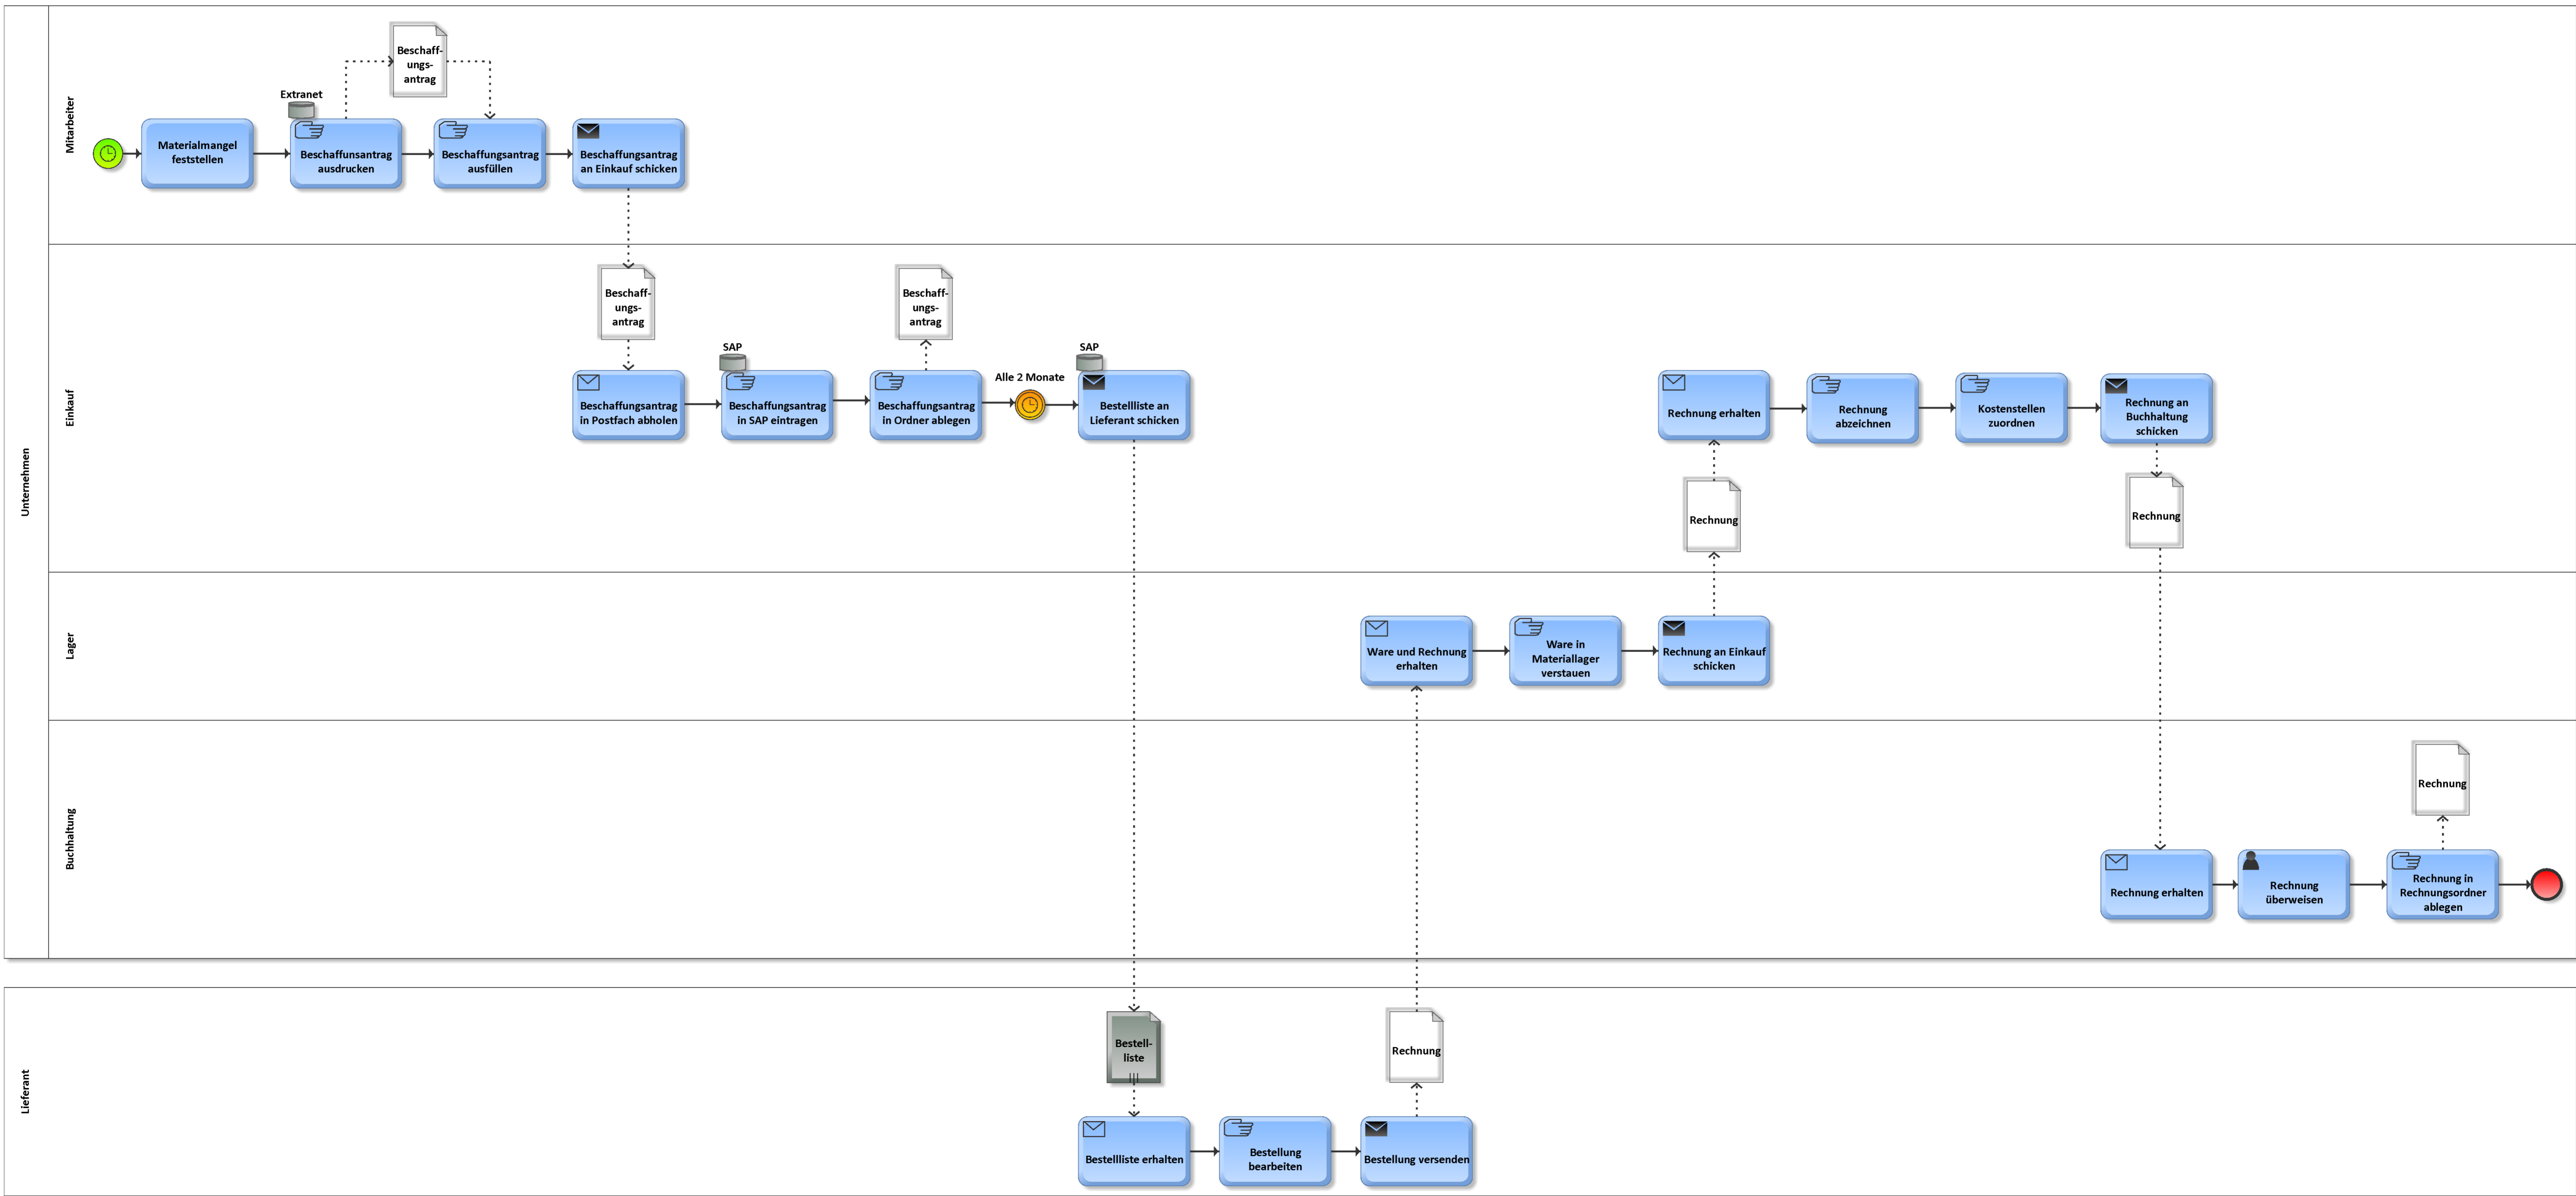 Unternehmen
Mitarbeiter
Beschaff-
ungs-
antrag
Extranet
Materialmangel
feststellen
Beschaffunsantrag
ausdrucken
Beschaffungsantrag
ausfüllen
Beschaffungsantrag
an Einkauf schicken
Einkauf
Beschaff-
ungs-
antrag
Beschaff-
ungs-
antrag
SAP
Alle 2 Monate
SAP
Beschaffungsantrag
in Postfach abholen
Beschaffungsantrag
in SAP eintragen
Beschaffungsantrag
in Ordner ablegen
Bestellliste an
Lieferant schicken
Rechnung erhalten
Rechnung
abzeichnen
Kostenstellen
zuordnen
Rechnung an
Buchhaltung
schicken
Rechnung
Rechnung
Lager
Ware und Rechnung
erhalten
Ware in
Materiallager
verstauen
Rechnung an Einkauf
schicken
Buchhaltung
Rechnung
Rechnung erhalten
Rechnung
überweisen
Rechnung in
Rechnungsordner
ablegen
Lieferant
Bestell-
liste
Rechnung
Bestellliste erhalten
Bestellung
bearbeiten
Bestellung versenden